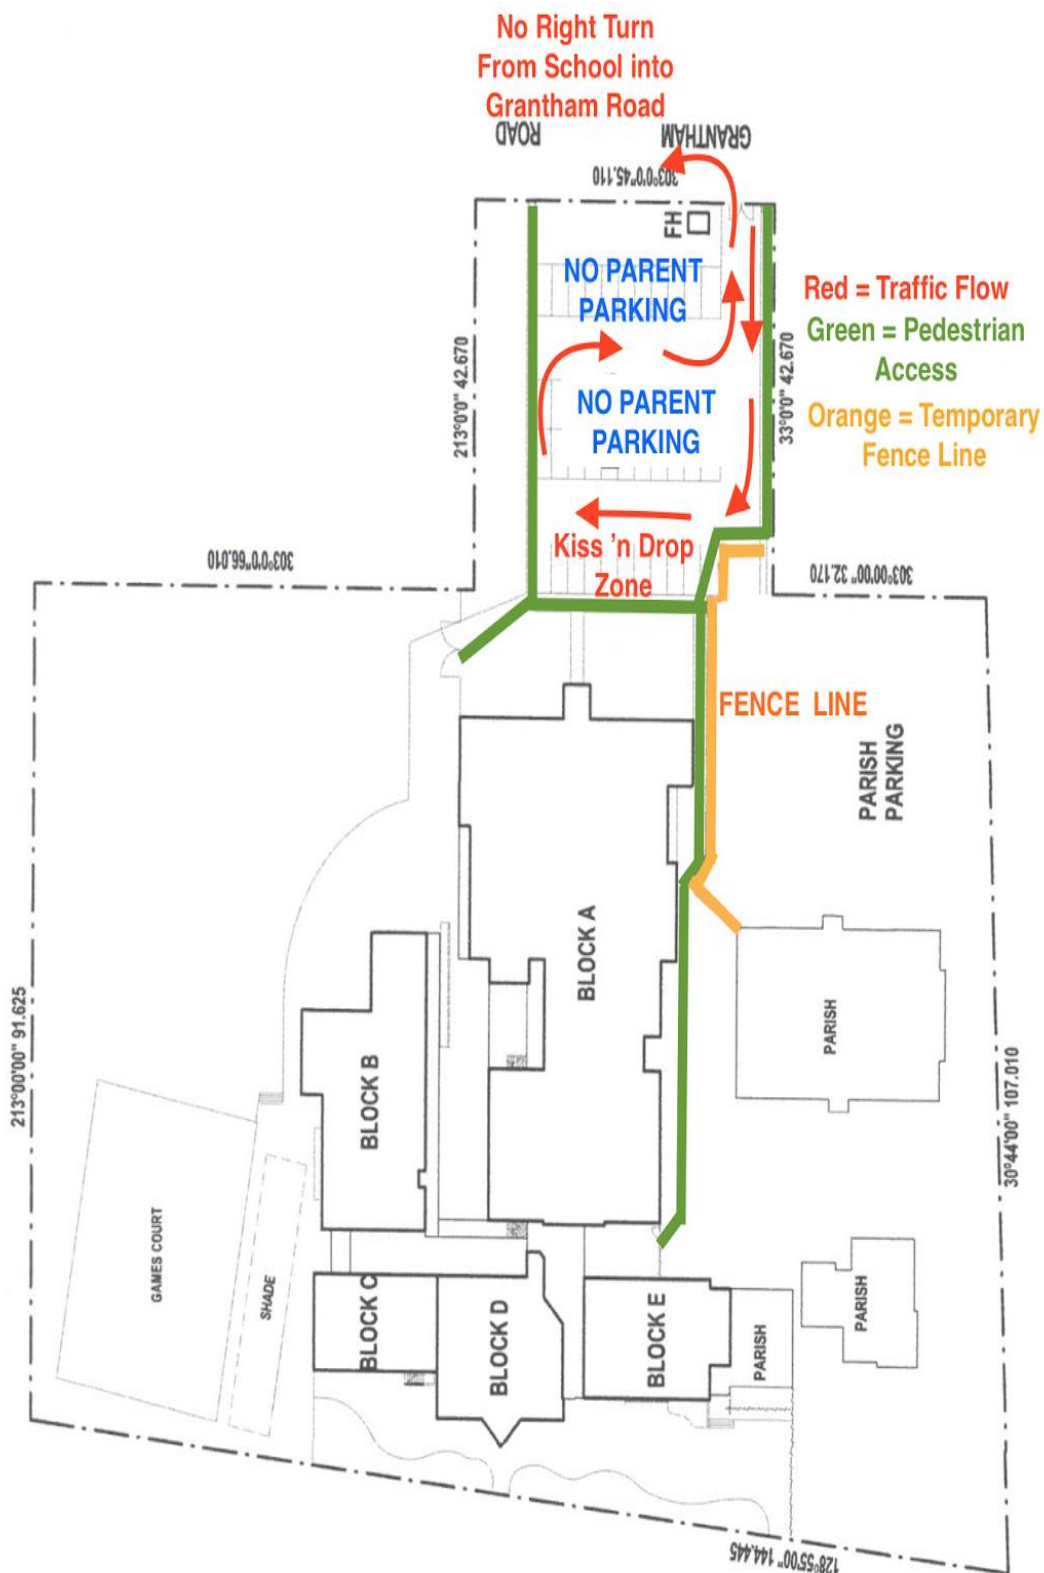 No Right Turn
From School into
Grantham Road
ROAD
GRANTHAM
303°0'0"45.110
FH
NO PARENT
PARKING
Red = Traffic Flow
Green = Pedestrian
Access
213°0'0" 42.670
33°0'0" 42.670
NO PARENT
PARKING
Orange = Temporary
Fence Line
Kiss 'n Drop
Zone
303°0'0"66.010
303°00'00" 32.170
FENCE LINE
PARISH
PARKING
BLOCK A
213°00'00" 91.625
BLOCK B
PARISH
30°44'00" 107.010
GAMES COURT
SHADE
BLOCK C
BLOCK D
BLOCK E
PARISH
PARISH
128°55'00" 144.445